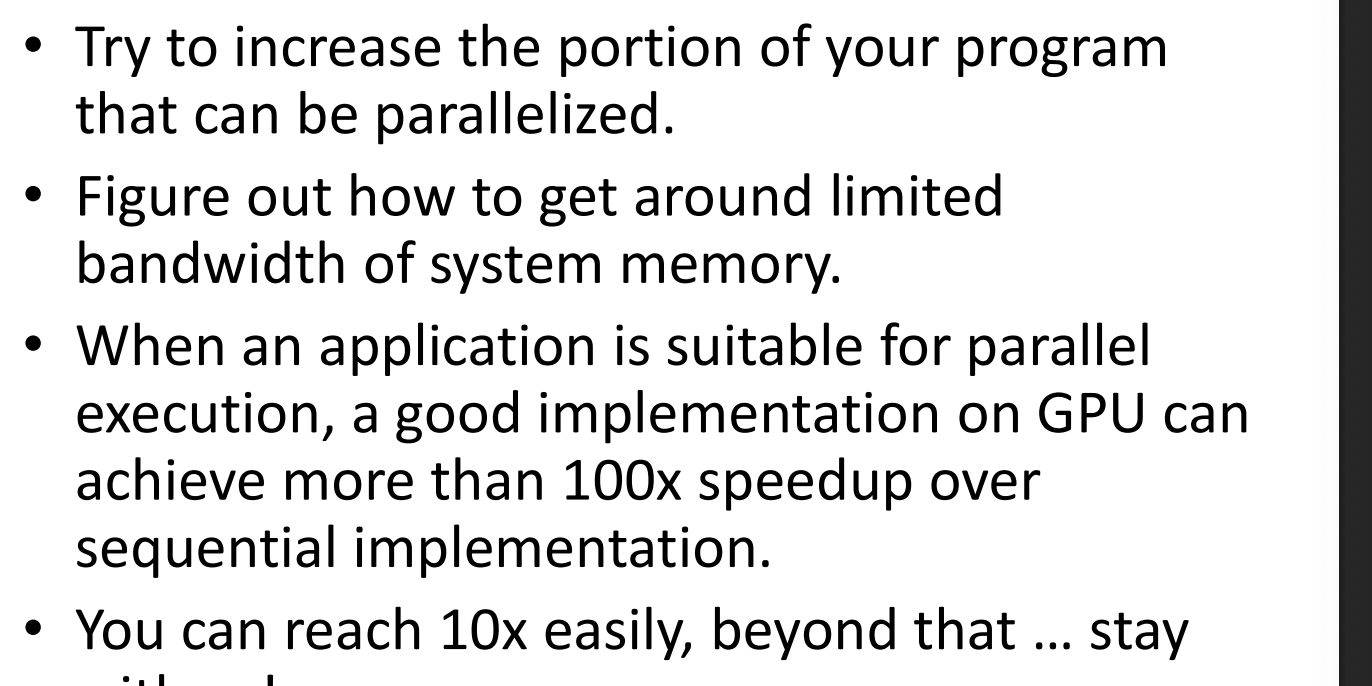 • Try to increase the portion of your program
that can be parallelized.
• Figure out how to get around limited
bandwidth of system memory.
• When an application is suitable for parallel
execution, a good implementation on GPU can
achieve more than 100x speedup over
sequential implementation.
• You can reach 10x easily, beyond that … stay